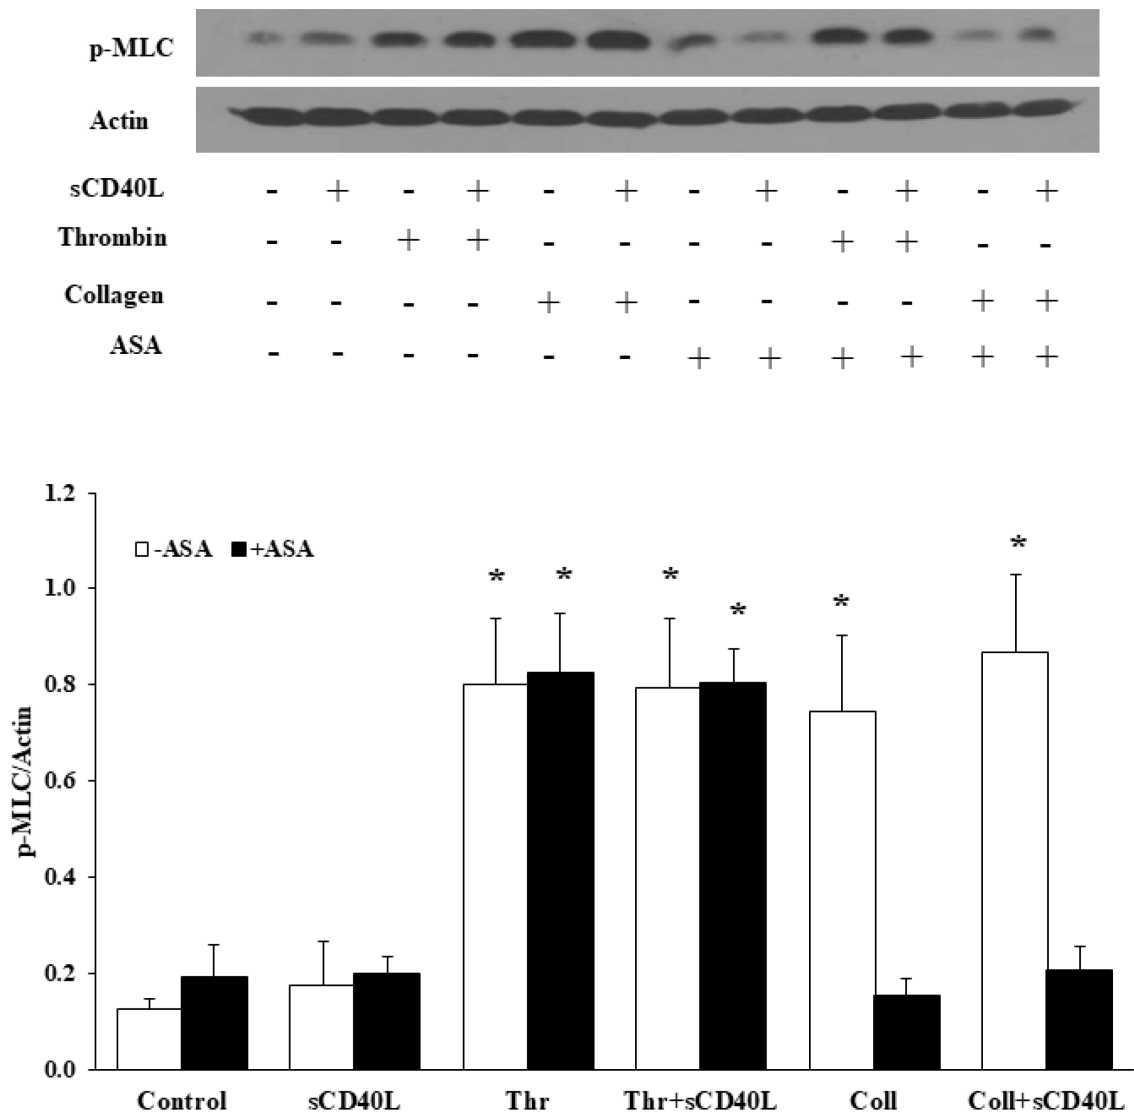 p-MLC
Actin
sCD40L - + - + - + - + - + - +
Thrombin - - + + - - - - + + - -
Collagen - - - - + + - - - - + +
ASA - - - - - - + + + + + +
1.2
-ASA +ASA
* * * * * *
1.0
0.8
0.6
0.4
0.2
0.0
p-MLC/Actin
Control sCD40L Thr Thr+sCD40L Coll Coll+sCD40L